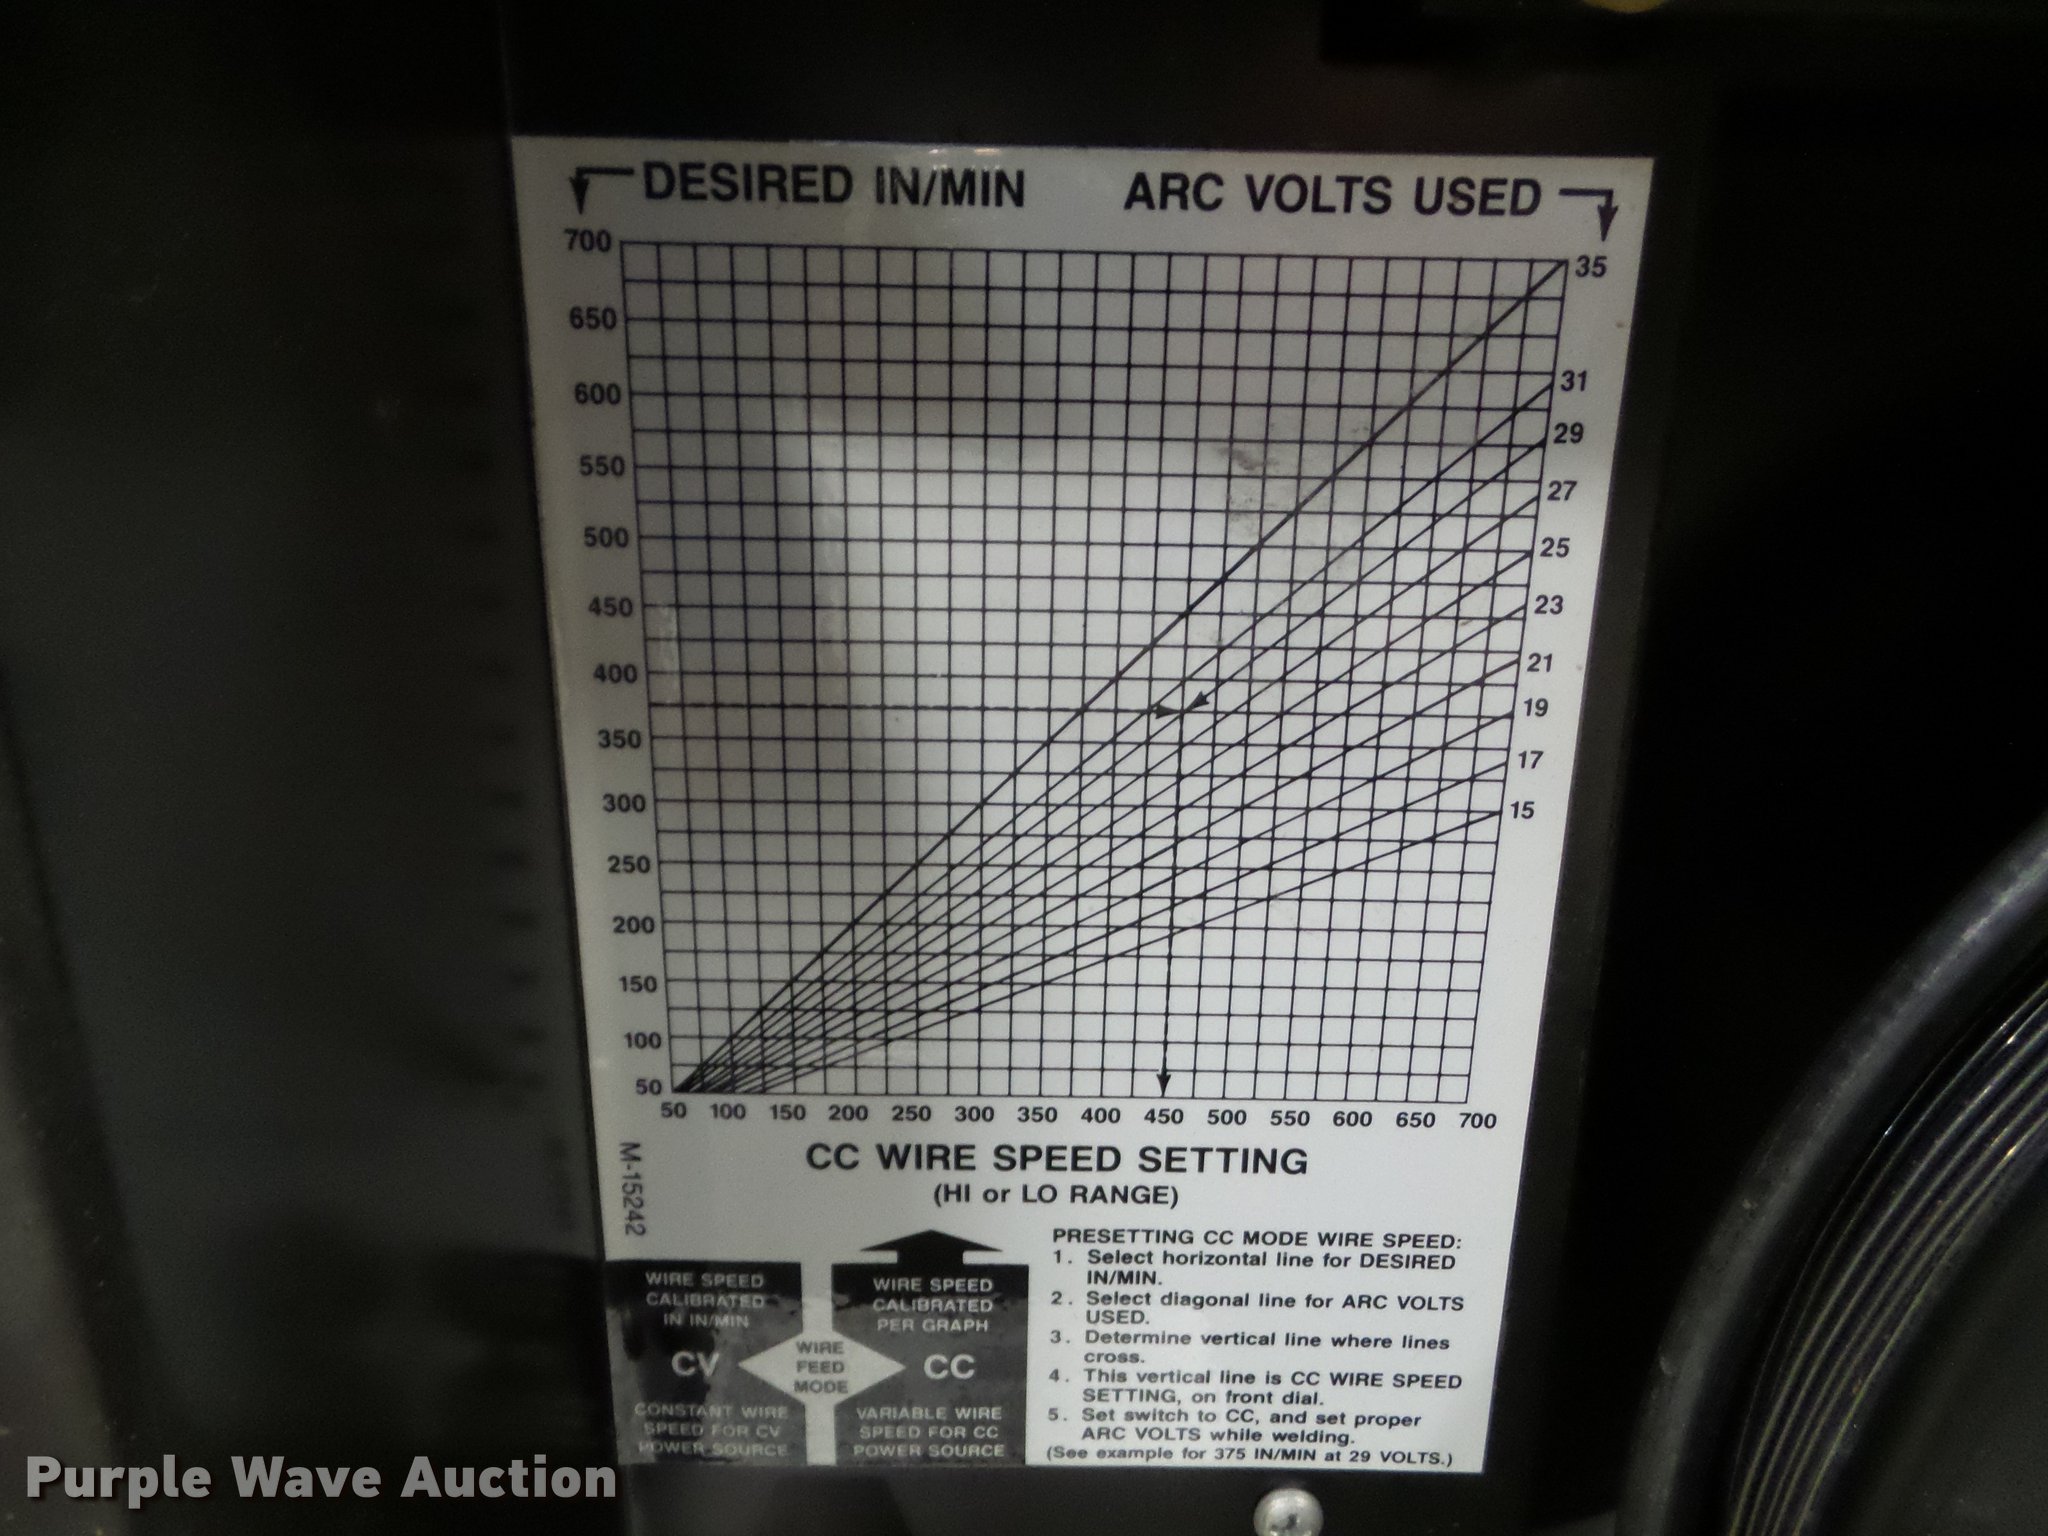 DESIRED IN/MIN
ARC VOLTS USED
700
650
600
550
500
450
400
350
300
250
200
150
100
50
35
31
29
27
25
23
21
19
17
15
50 100 150 200 250 300 350 400 450 500 550 600 650 700
CC WIRE SPEED SETTING
(HI or LO RANGE)
M-15242
WIRE SPEED
CALIBRATED
IN IN/MIN
CV
CONSTANT WIRE
SPEED FOR CV
POWER SOURCE
WIRE
FEED
MODE
WIRE SPEED
CALIBRATED
PER GRAPH
CC
VARIABLE WIRE
SPEED FOR CC
POWER SOURCE
PRESETTING CC MODE WIRE SPEED:
1. Select horizontal line for DESIRED
IN/MIN.
2. Select diagonal line for ARC VOLTS
USED.
3. Determine vertical line where lines
cross.
4. This vertical line is CC WIRE SPEED
SETTING, on front dial.
5. Set switch to CC, and set proper
ARC VOLTS while welding.
(See example for 375 IN/MIN at 29 VOLTS.)
Purple Wave Auction